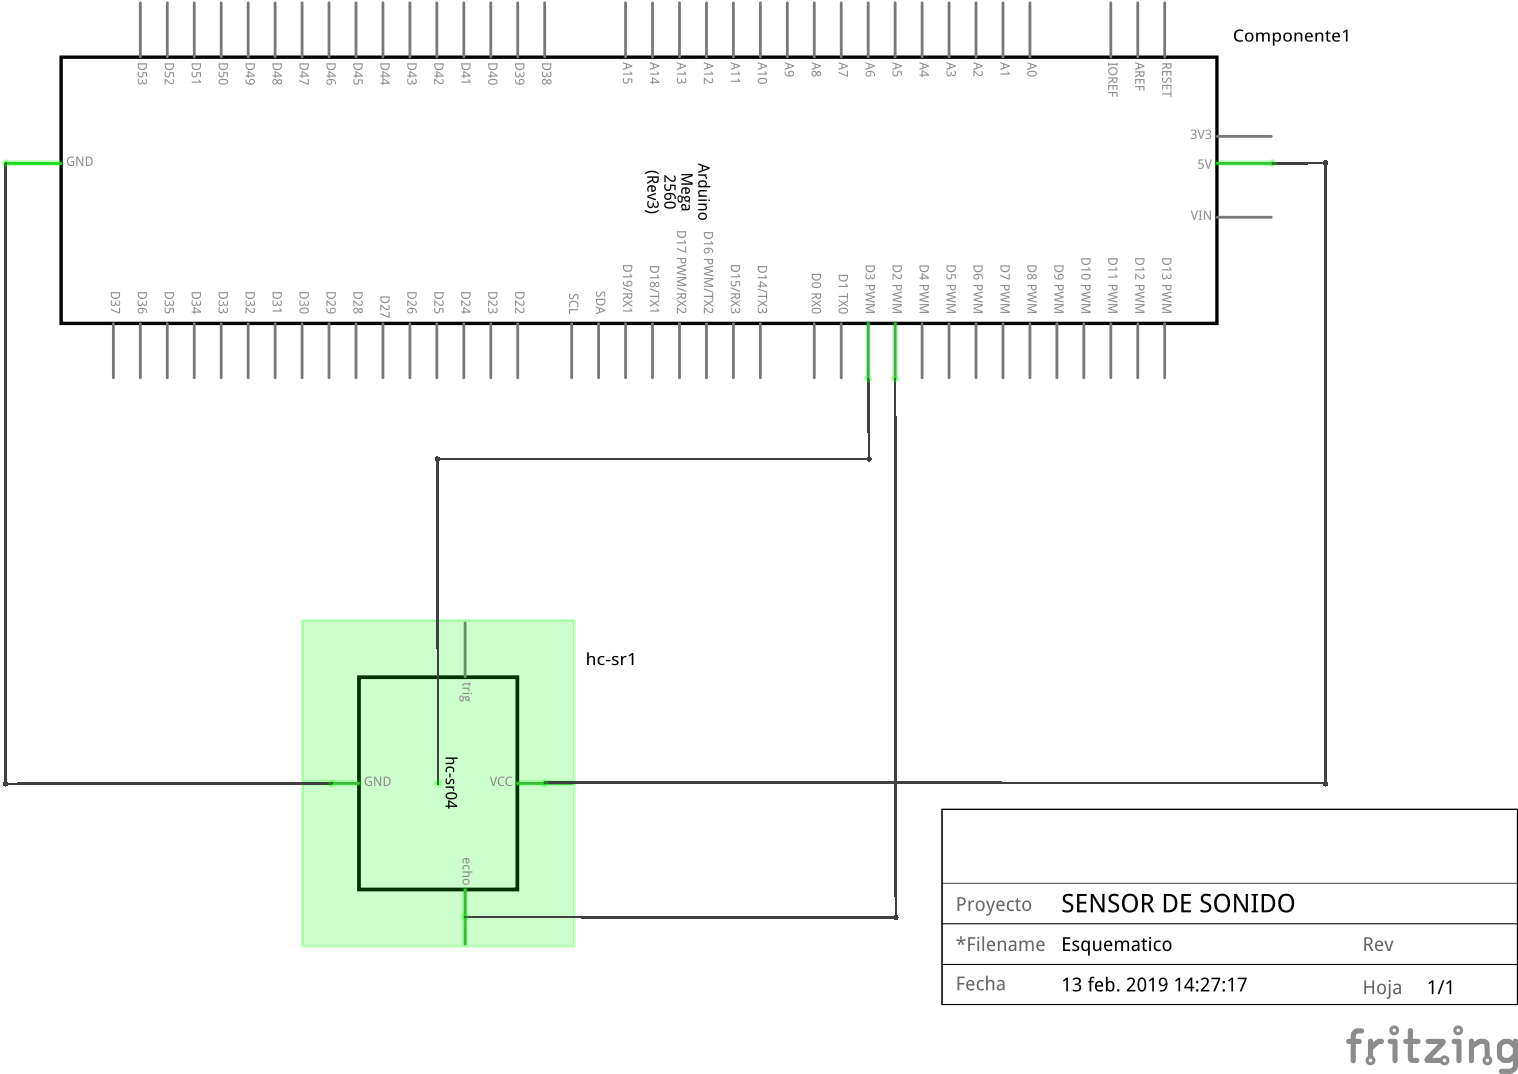 Componente1
D53
D52
D51
D50
D49
D48
D47
D46
D45
D44
D43
D42
D41
D40
D39
D38
A15
A14
A13
A12
A11
A10
A9
A8
A7
A6
A5
A4
A3
A2
A1
A0
IOREF
AREF
RESET
GND
3V3
5V
VIN
Arduino
Mega
2560
(Rev3)
D37
D36
D35
D34
D33
D32
D31
D30
D29
D28
D27
D26
D25
D24
D23
D22
SCL
SDA
D19/RX1
D18/TX1
D17 PWM/RX2
D16 PWM/TX2
D15/RX3
D14/TX3
D0 RX0
D1 TX0
D3 PWM
D2 PWM
D4 PWM
D5 PWM
D6 PWM
D7 PWM
D8 PWM
D9 PWM
D10 PWM
D11 PWM
D12 PWM
D13 PWM
hc-sr1
trig
GND
hc-sr04
VCC
echo
Proyecto SENSOR DE SONIDO
*Filename Esquematico Rev
Fecha 13 feb. 2019 14:27:17 Hoja 1/1
fritzing